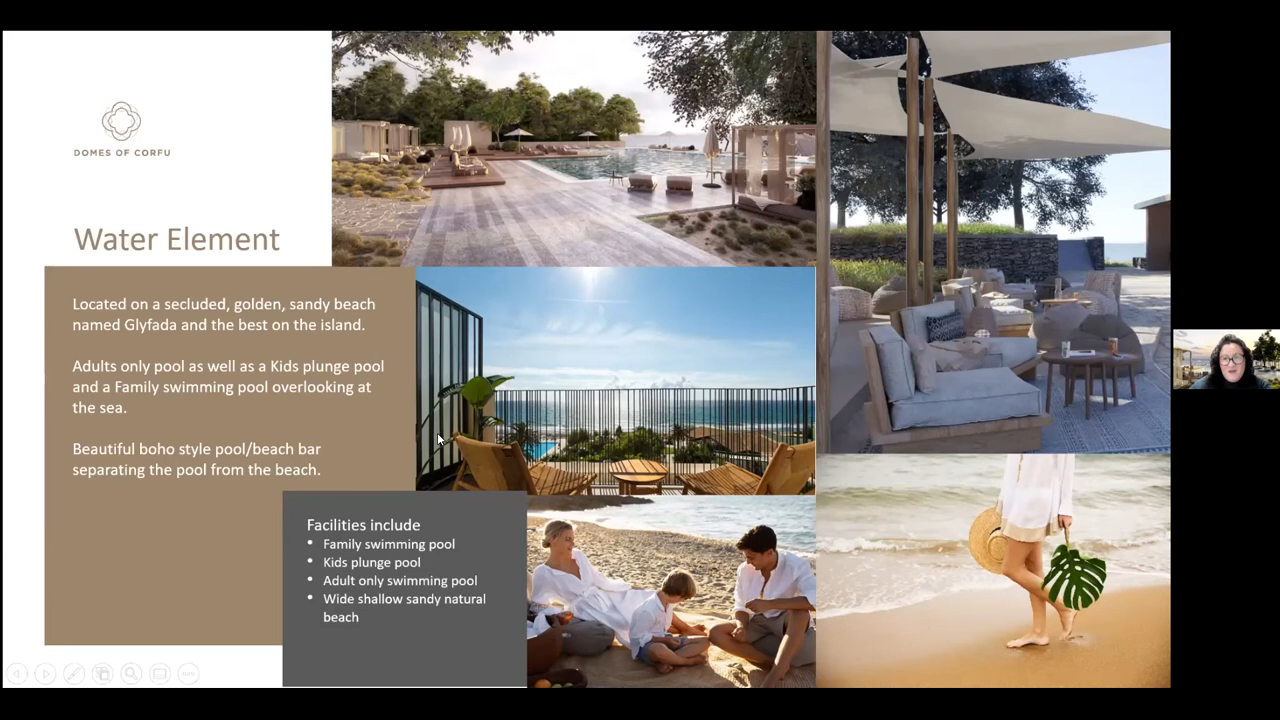 DOMES OF CORFU
Water Element
Located on a secluded, golden, sandy beach
named Glyfada and the best on the island.
Adults only pool as well as a Kids plunge pool
and a Family swimming pool overlooking at
the sea.
Beautiful boho style pool/beach bar
separating the pool from the beach.
Facilities include
• Family swimming pool
• Kids plunge pool
• Adult only swimming pool
• Wide shallow sandy natural
beach